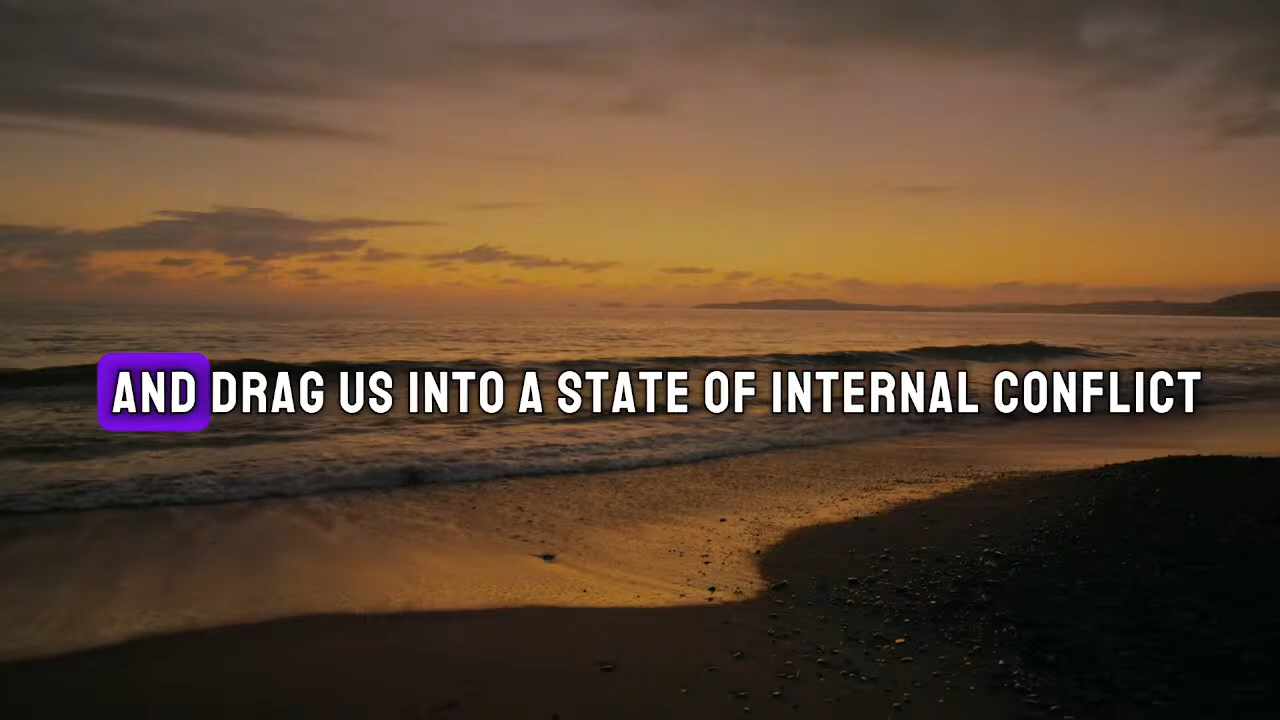 AND DRAG US INTO A STATE OF INTERNAL CONFLICT